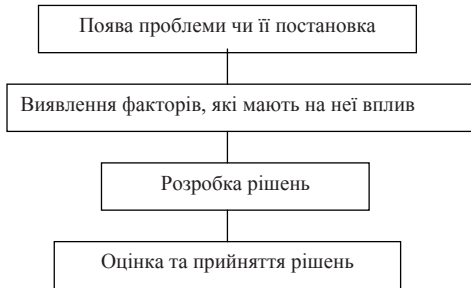 Поява проблеми чи її постановка
Виявлення факторів, які мають на неї вплив
Розробка рішень
Оцінка та прийняття рішень